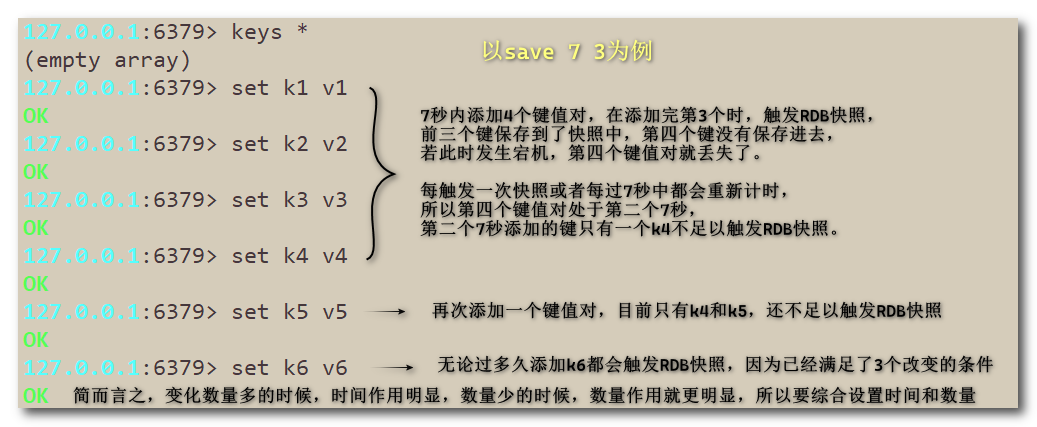 127.0.0.1:6379> keys *
以save 7 3为例
(empty array)
127.0.0.1:6379> set k1 v1
OK
127.0.0.1:6379> set k2 v2
OK
127.0.0.1:6379> set k3 v3
OK
127.0.0.1:6379> set k4 v4
OK
7秒内添加4个键值对，在添加完第3个时，触发RDB快照，
前三个键保存到了快照中，第四个键没有保存进去，
若此时发生宕机，第四个键值对就丢失了。
每触发一次快照或者每过7秒中都会重新计时，
所以第四个键值对处于第二个7秒，
第二个7秒添加的键只有一个k4不足以触发RDB快照。
127.0.0.1:6379> set k5 v5
再次添加一个键值对，目前只有k4和k5，还不足以触发RDB快照
OK
127.0.0.1:6379> set k6 v6
无论过多久添加k6都会触发RDB快照，因为已经满足了3个改变的条件
OK
简而言之，变化数量多的时候，时间作用明显，数量少的时候，数量作用就更明显，所以要综合设置时间和数量